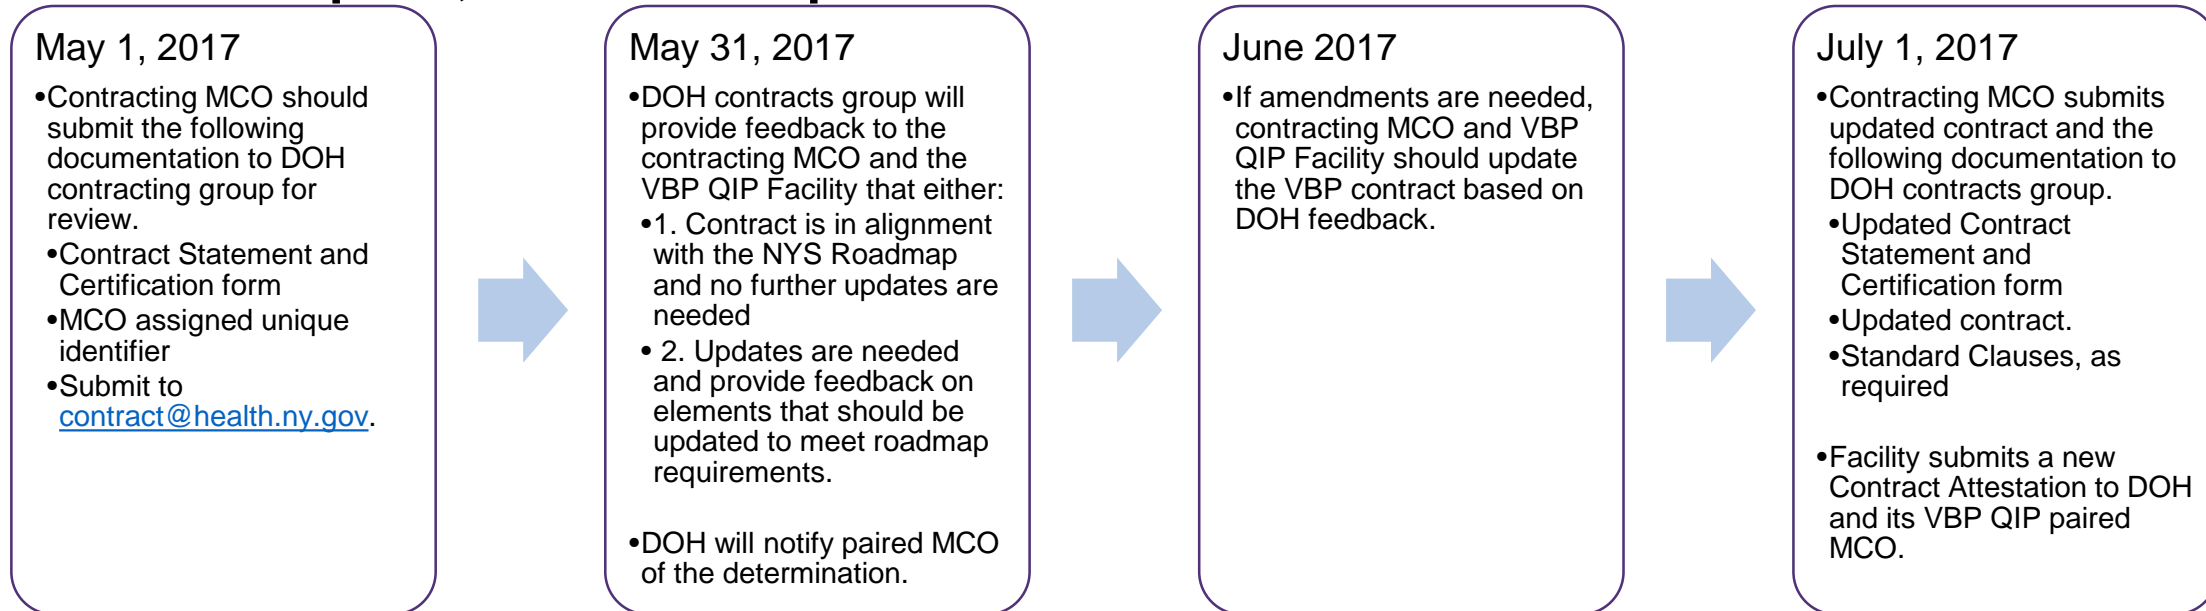 May 1, 2017
•Contracting MCO should
submit the following
documentation to DOH
contracting group for
review.
•Contract Statement and
Certification form
•MCO assigned unique
identifier
•Submit to
contract@health.ny.gov.
May 31, 2017
•DOH contracts group will
provide feedback to the
contracting MCO and the
VBP QIP Facility that either:
•1. Contract is in alignment
with the NYS Roadmap
and no further updates are
needed
• 2. Updates are needed
and provide feedback on
elements that should be
updated to meet roadmap
requirements.
•DOH will notify paired MCO
of the determination.
June 2017
•If amendments are needed,
contracting MCO and VBP
QIP Facility should update
the VBP contract based on
DOH feedback.
July 1, 2017
•Contracting MCO submits
updated contract and the
following documentation to
DOH contracts group.
•Updated Contract
Statement and
Certification form
•Updated contract.
•Standard Clauses, as
required
•Facility submits a new
Contract Attestation to DOH
and its VBP QIP paired
MCO.